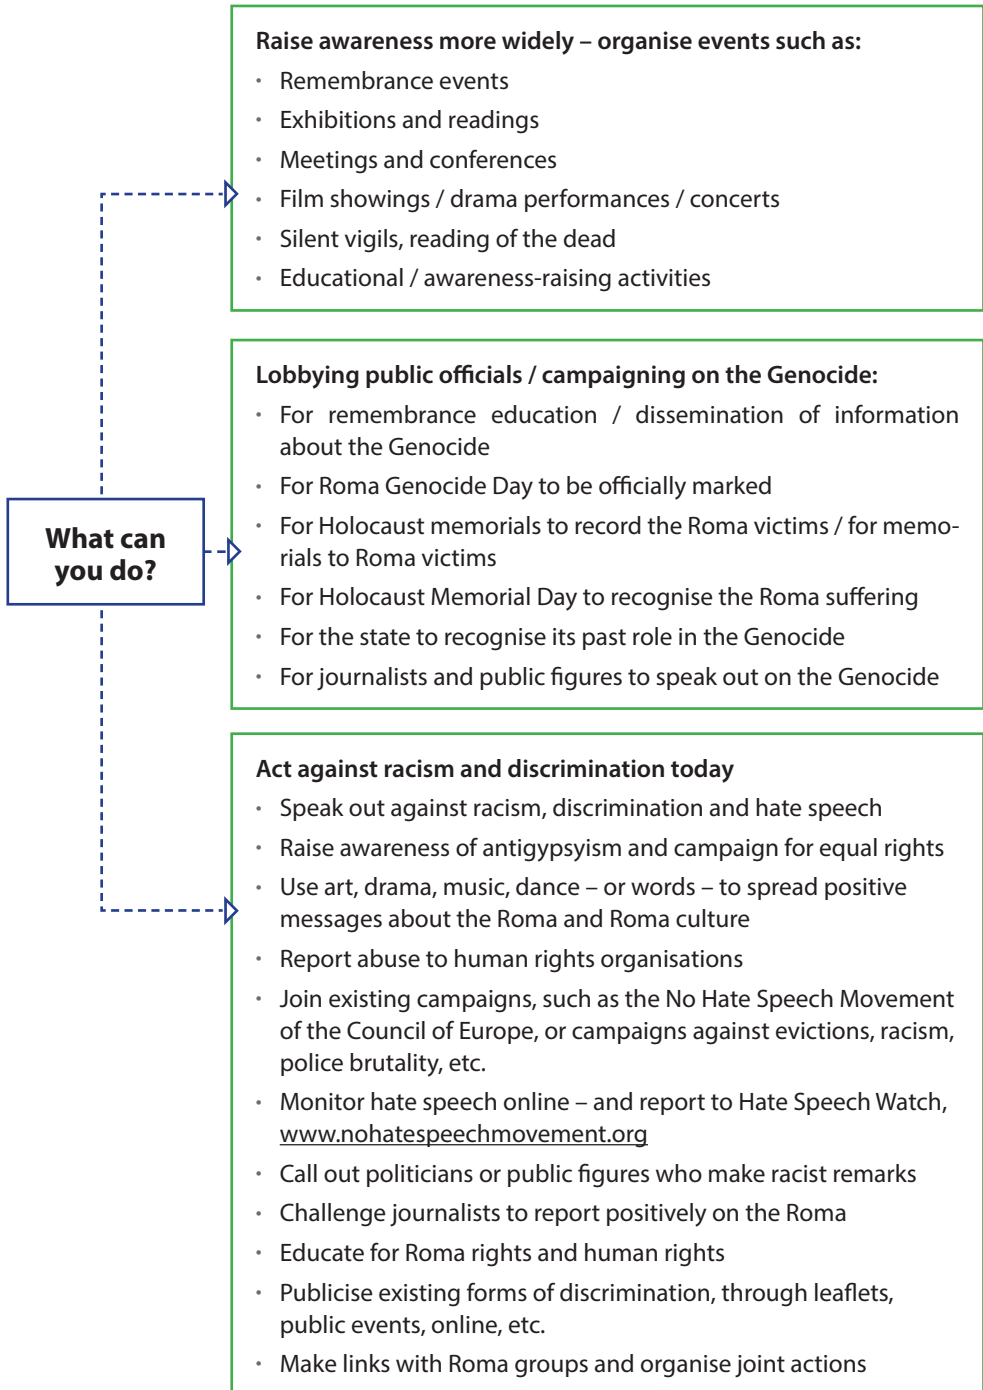 Raise awareness more widely – organise events such as:
• Remembrance events
• Exhibitions and readings
• Meetings and conferences
• Film showings / drama performances / concerts
• Silent vigils, reading of the dead
• Educational / awareness-raising activities
Lobbying public officials / campaigning on the Genocide:
• For remembrance education / dissemination of information
about the Genocide
• For Roma Genocide Day to be officially marked
• For Holocaust memorials to record the Roma victims / for memo-
rials to Roma victims
• For Holocaust Memorial Day to recognise the Roma suffering
• For the state to recognise its past role in the Genocide
• For journalists and public figures to speak out on the Genocide
What can
you do?
Act against racism and discrimination today
• Speak out against racism, discrimination and hate speech
• Raise awareness of antigypsyism and campaign for equal rights
• Use art, drama, music, dance – or words – to spread positive
messages about the Roma and Roma culture
• Report abuse to human rights organisations
• Join existing campaigns, such as the No Hate Speech Movement
of the Council of Europe, or campaigns against evictions, racism,
police brutality, etc.
• Monitor hate speech online – and report to Hate Speech Watch,
www.nohatespeechmovement.org
• Call out politicians or public figures who make racist remarks
• Challenge journalists to report positively on the Roma
• Educate for Roma rights and human rights
• Publicise existing forms of discrimination, through leaflets,
public events, online, etc.
• Make links with Roma groups and organise joint actions